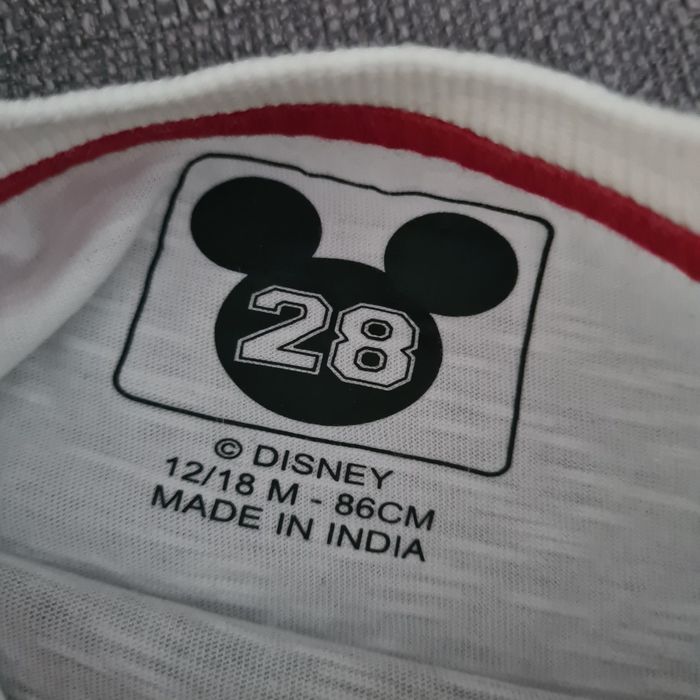 28
© DISNEY
12/18 M - 86CM
MADE IN INDIA